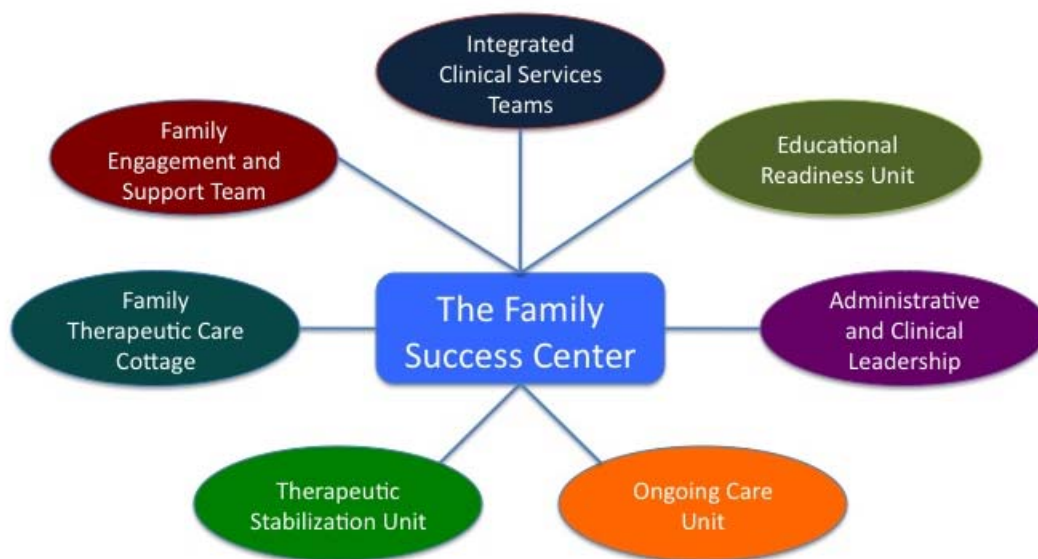 Integrated
Clinical Services
Teams
Family
Engagement and
Support Team
Educational
Readiness Unit
Family
Therapeutic Care
Cottage
The Family
Success Center
Administrative
and Clinical
Leadership
Therapeutic
Stabilization Unit
Ongoing Care
Unit